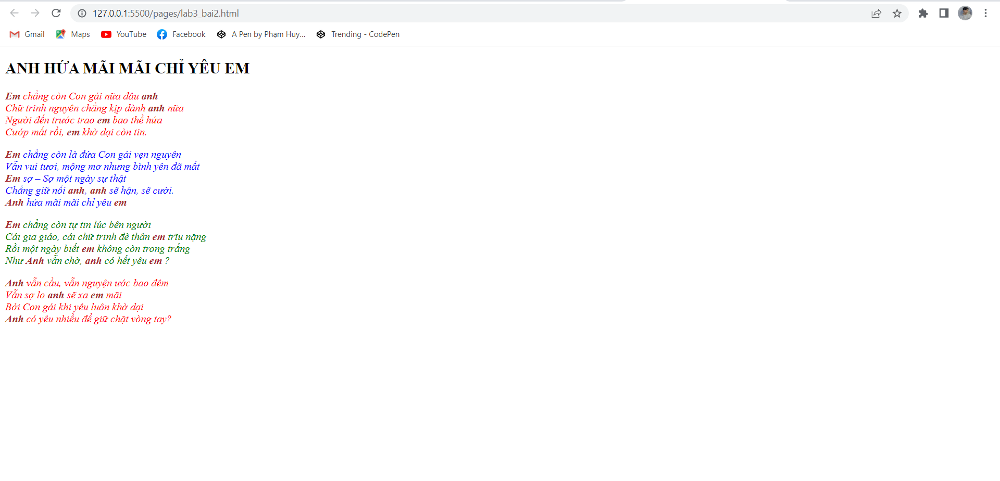 127.0.0.1:5500/pages/lab3_bai2.html
Gmail Maps YouTube Facebook A Pen by Phạm Huy... Trending - CodePen
ANH HỨA MÃI MÃI CHỈ YÊU EM
Em chẳng còn Con gái nữa đâu anh
Chữ trinh nguyên chẳng kịp dành anh nữa
Người đến trước trao em bao thề hứa
Cướp mất rồi, em khờ dại còn tin.
Em chẳng còn là đứa Con gái vẹn nguyên
Vẫn vui tươi, mộng mơ nhưng bình yên đã mất
Em sợ – Sợ một ngày sự thật
Chẳng giữ nổi anh, anh sẽ hận, sẽ cười.
Anh hứa mãi mãi chỉ yêu em
Em chẳng còn tự tin lúc bên người
Cái gia giáo, cái chữ trinh đè thân em trĩu nặng
Rồi một ngày biết em không còn trong trắng
Như Anh vẫn chờ, anh có hết yêu em ?
Anh vẫn cầu, vẫn nguyện ước bao đêm
Vẫn sợ lo anh sẽ xa em mãi
Bởi Con gái khi yêu luôn khờ dại
Anh có yêu nhiều để giữ chặt vòng tay?